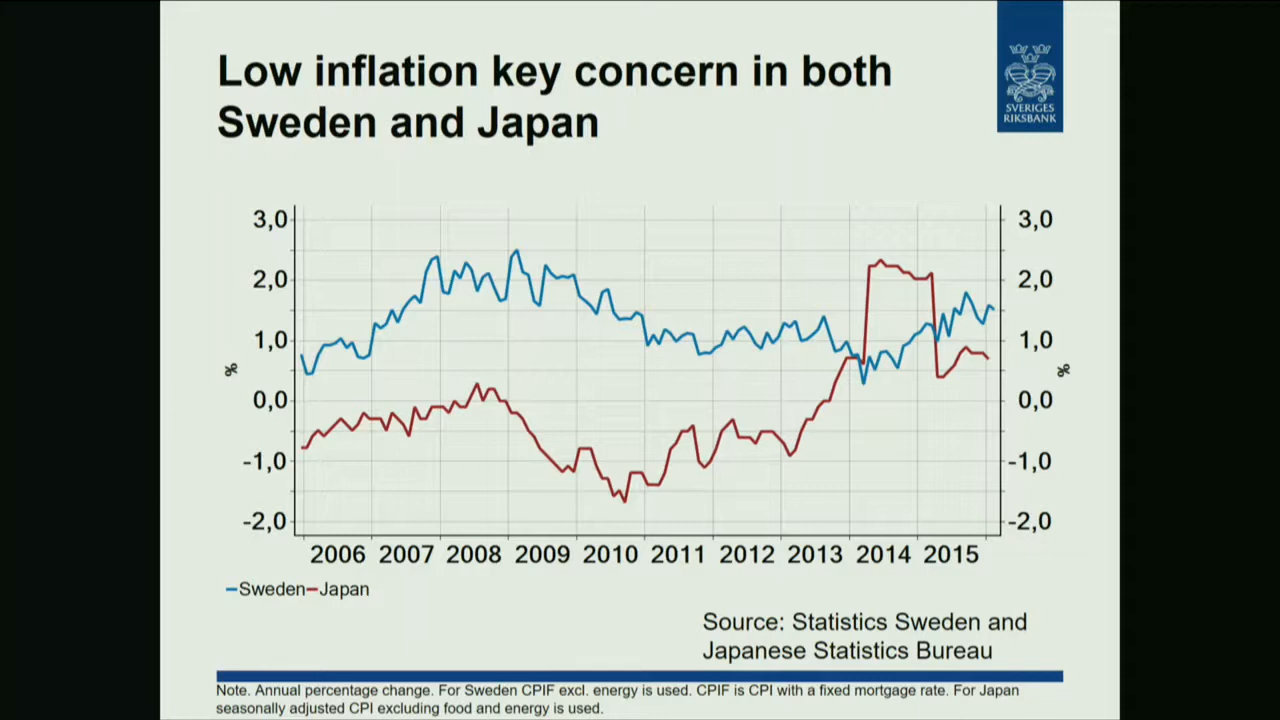 Low inflation key concern in both
Sweden and Japan
SVERIGES
RIKSBANK
3,0
2,0
1,0
0,0
-1,0
-2,0
%
3,0
2,0
1,0
0,0
-1,0
-2,0
%
2006 2007 2008 2009 2010 2011 2012 2013 2014 2015
Sweden Japan
Source: Statistics Sweden and
Japanese Statistics Bureau
Note. Annual percentage change. For Sweden CPIF excl. energy is used. CPIF is CPI with a fixed mortgage rate. For Japan
seasonally adjusted CPI excluding food and energy is used.